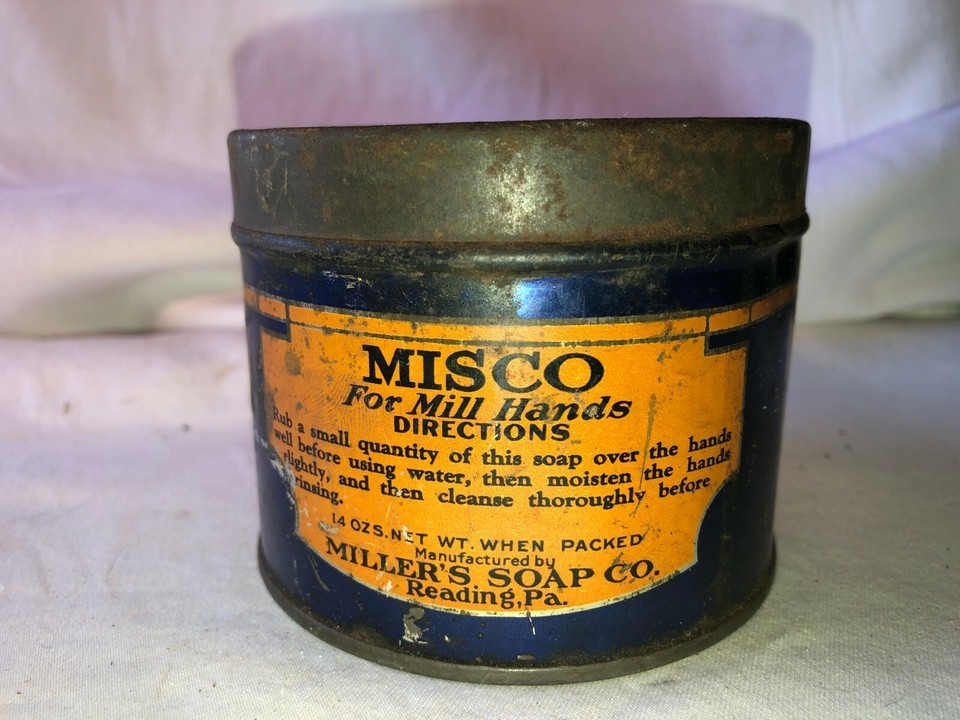 MISCO
For Mill Hands
DIRECTIONS
Rub a small quantity of this soap over the hands
well before using water, then moisten the hands
slightly, and then cleanse thoroughly before
rinsing.
14 OZS. NET WT. WHEN PACKED
Manufactured by
MILLER'S SOAP CO.
Reading, Pa.